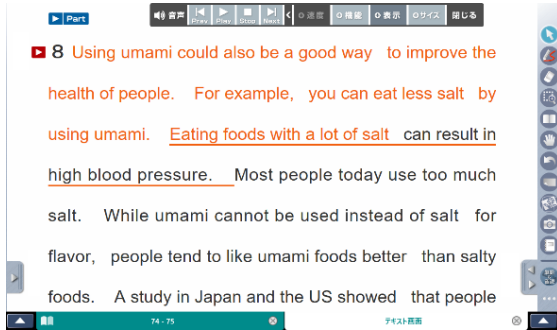 Part
音声 Prev Play Stop Next 速度 機能 表示 サイズ 閉じる
8 Using umami could also be a good way to improve the
health of people. For example, you can eat less salt by
using umami. Eating foods with a lot of salt can result in
high blood pressure. Most people today use too much
salt. While umami cannot be used instead of salt for
flavor, people tend to like umami foods better than salty
foods. A study in Japan and the US showed that people
74 - 75 テキスト画面